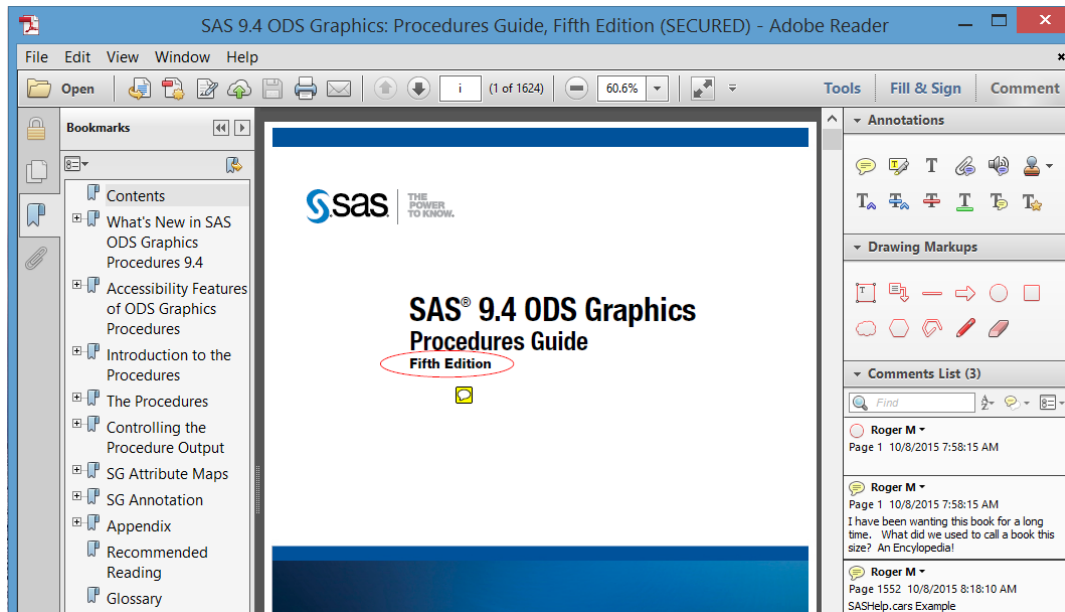 SAS 9.4 ODS Graphics: Procedures Guide, Fifth Edition (SECURED) - Adobe Reader
File Edit View Window Help
Open i (1 of 1624) 60.6% Tools Fill & Sign Comment
Bookmarks
Contents
What's New in SAS
ODS Graphics
Procedures 9.4
Accessibility Features
of ODS Graphics
Procedures
Introduction to the
Procedures
The Procedures
Controlling the
Procedure Output
SG Attribute Maps
SG Annotation
Appendix
Recommended
Reading
Glossary
sas THE
POWER
TO KNOW.
SAS® 9.4 ODS Graphics
Procedures Guide
Fifth Edition
Annotations
Drawing Markups
Comments List (3)
Find
Roger M
Page 1 10/8/2015 7:58:15 AM
Roger M
Page 1 10/8/2015 7:58:15 AM
I have been wanting this book for a long
time. What did we used to call a book this
size? An Encylopedia!
Roger M
Page 1552 10/8/2015 8:18:10 AM
SASHelp.cars Example